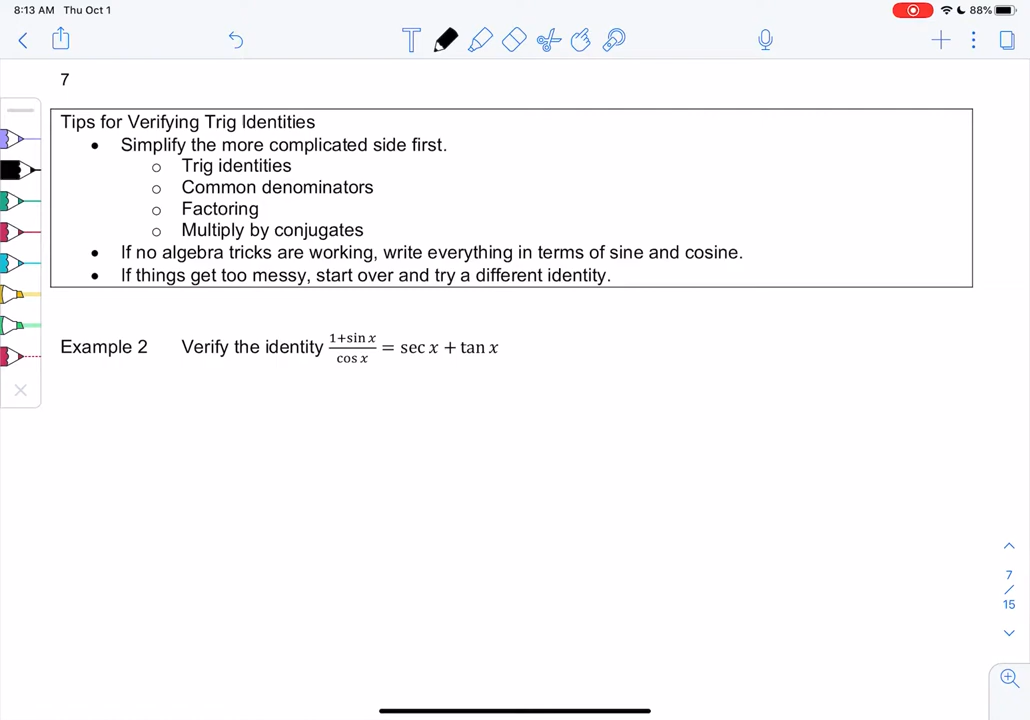 8:13 AM Thu Oct 1
88%
T
7
Tips for Verifying Trig Identities
• Simplify the more complicated side first.
o Trig identities
o Common denominators
o Factoring
o Multiply by conjugates
• If no algebra tricks are working, write everything in terms of sine and cosine.
• If things get too messy, start over and try a different identity.
Example 2 Verify the identity (1+sin x)/(cos x) = sec x + tan x
7
/
15